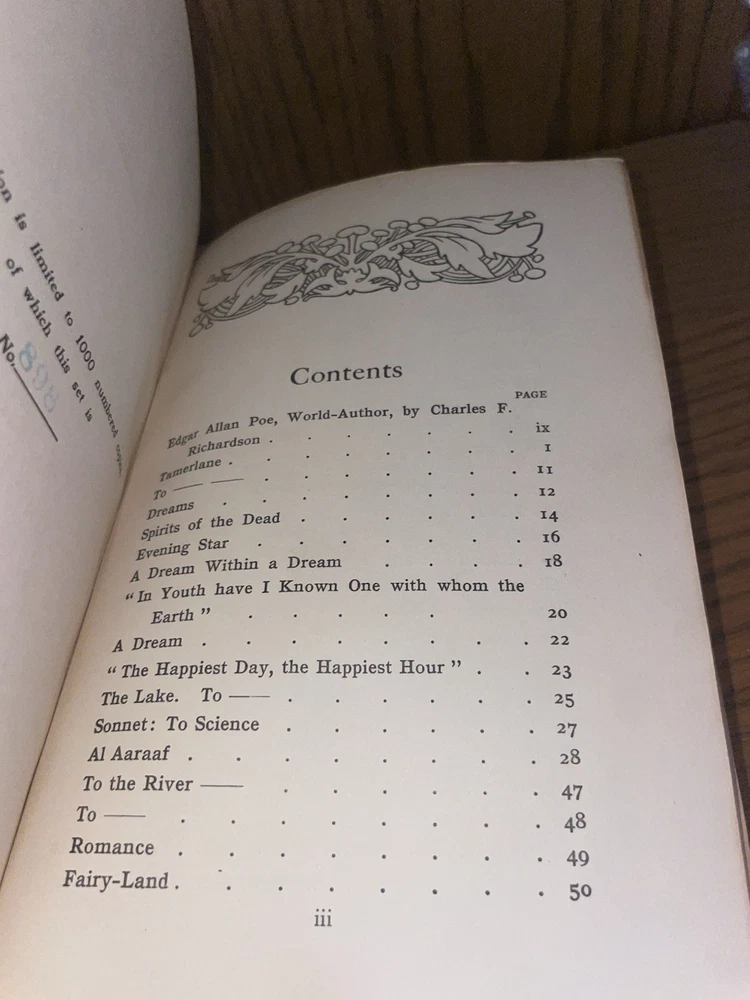 ion is limited to 1000 numbered copies
of which this set is
No. 898
Contents
PAGE
Edgar Allan Poe, World-Author, by Charles F.
Richardson . . . . . . . ix
Tamerlane . . . . . . . . 1
To —— —— . . . . . . . 11
Dreams . . . . . . . . 12
Spirits of the Dead . . . . . . 14
Evening Star . . . . . . . 16
A Dream Within a Dream . . . . 18
“In Youth have I Known One with whom the
Earth” . . . . . 20
A Dream . . . . . . . . 22
“The Happiest Day, the Happiest Hour” . . 23
The Lake. To —— . . . . . . 25
Sonnet: To Science . . . . . . 27
Al Aaraaf . . . . . . . . 28
To the River —— . . . . . . 47
To —— . . . . . . . . 48
Romance . . . . . . . . 49
Fairy-Land . . . . . . . . 50
iii